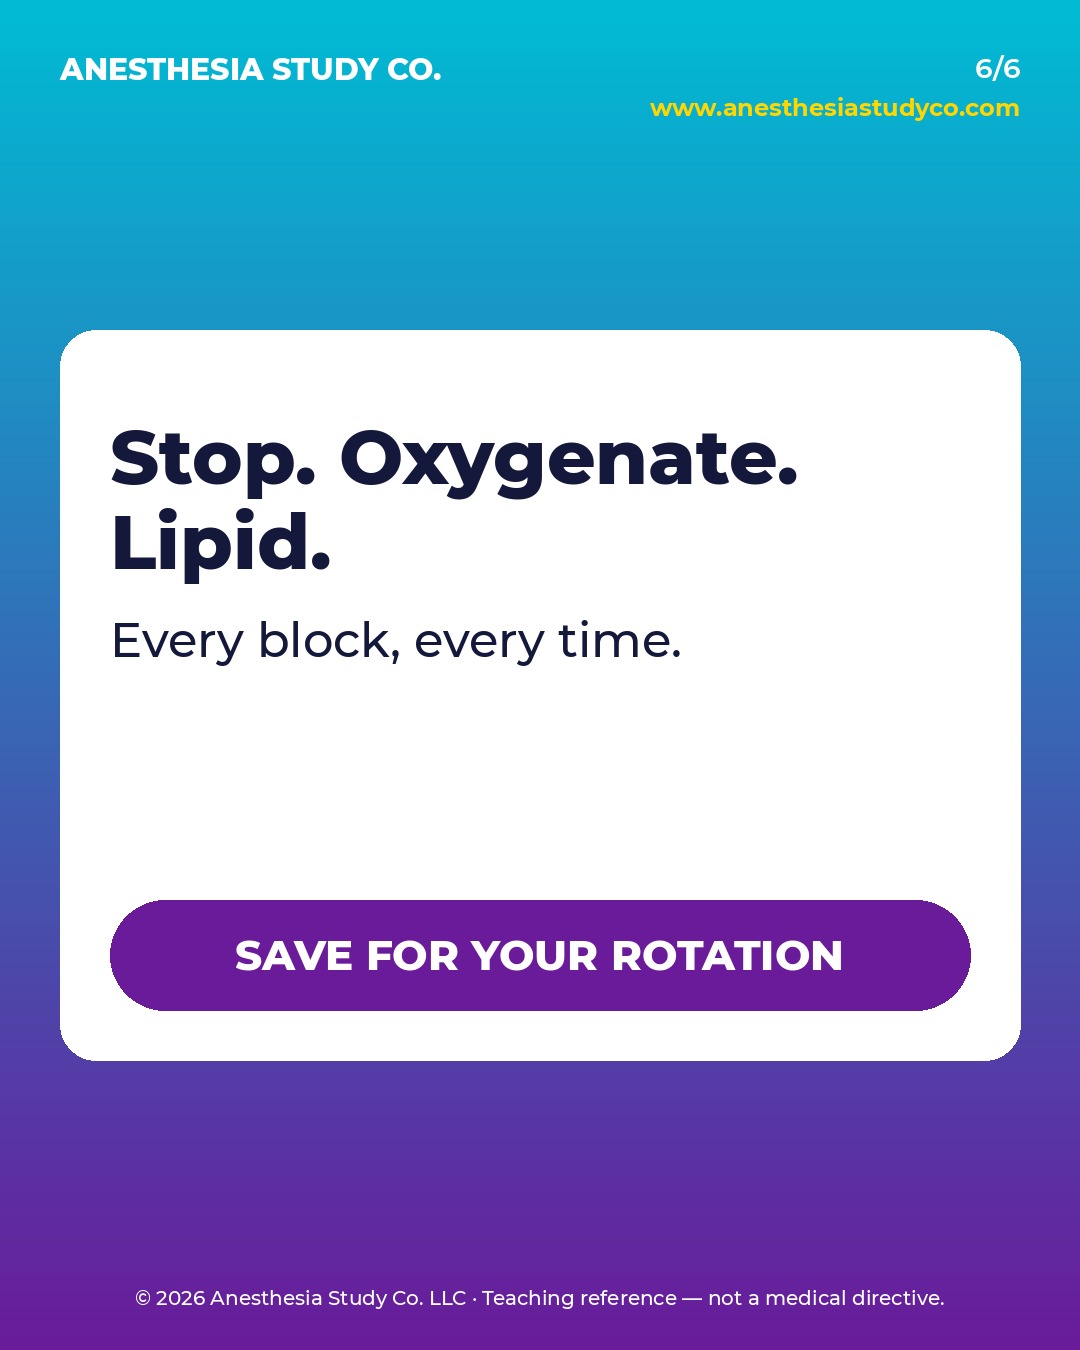 ANESTHESIA STUDY CO.
6/6
www.anesthesiastudyco.com
Stop. Oxygenate.
Lipid.
Every block, every time.
SAVE FOR YOUR ROTATION
© 2026 Anesthesia Study Co. LLC · Teaching reference — not a medical directive.